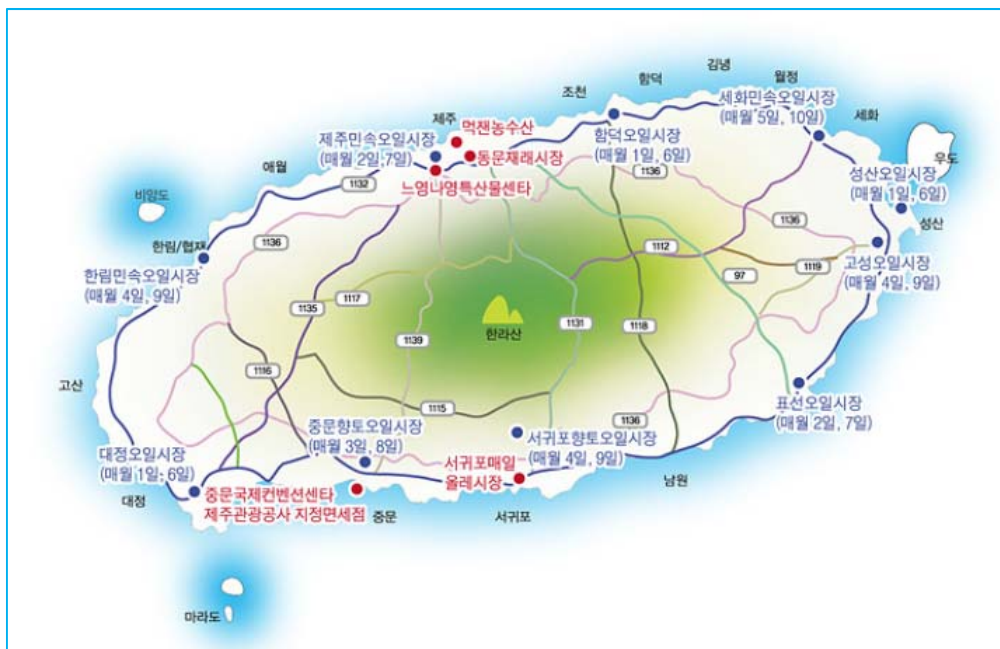 김녕
함덕
월정
조천
세화민속오일시장
(매월 5일, 10일)
제주
세화
먹잰농수산
제주민속오일시장
(매월 2일,7일)
함덕오일시장
(매월 1일, 6일)
동문재래시장
우도
애월
1136
성산오일시장
(매월 1일, 6일)
1132
느영나영특산물센타
비양도
1136
성산
한림/협재
1136
1112
고성오일시장
(매월 4일, 9일)
한림민속오일시장
(매월 4일, 9일)
97
1119
1117
1135
한라산
1131
1118
1139
1116
고산
표선오일시장
(매월 2일, 7일)
1115
1136
중문향토오일시장
(매월 3일, 8일)
서귀포향토오일시장
(매월 4일, 9일)
대정오일시장
(매월 1일, 6일)
서귀포매일
올레시장
남원
대정
중문국제컨벤션센타
제주관광공사 지정면세점
중문
서귀포
마라도